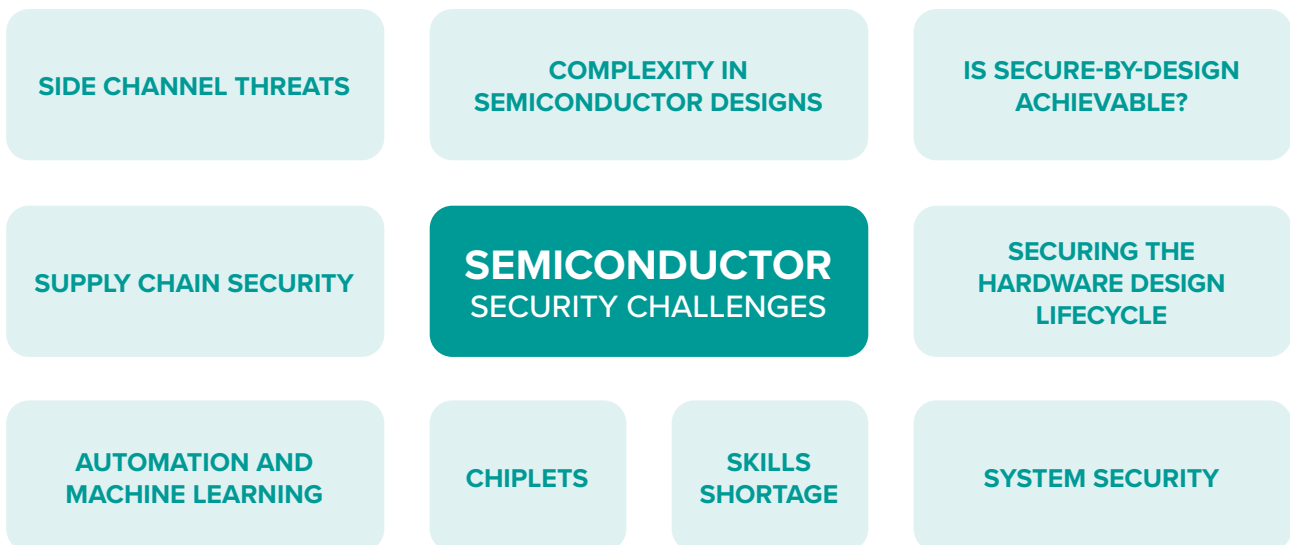 SIDE CHANNEL THREATS
COMPLEXITY IN
SEMICONDUCTOR DESIGNS
IS SECURE-BY-DESIGN
ACHIEVABLE?
SUPPLY CHAIN SECURITY
SEMICONDUCTOR
SECURITY CHALLENGES
SECURING THE
HARDWARE DESIGN
LIFECYCLE
AUTOMATION AND
MACHINE LEARNING
CHIPLETS
SKILLS
SHORTAGE
SYSTEM SECURITY